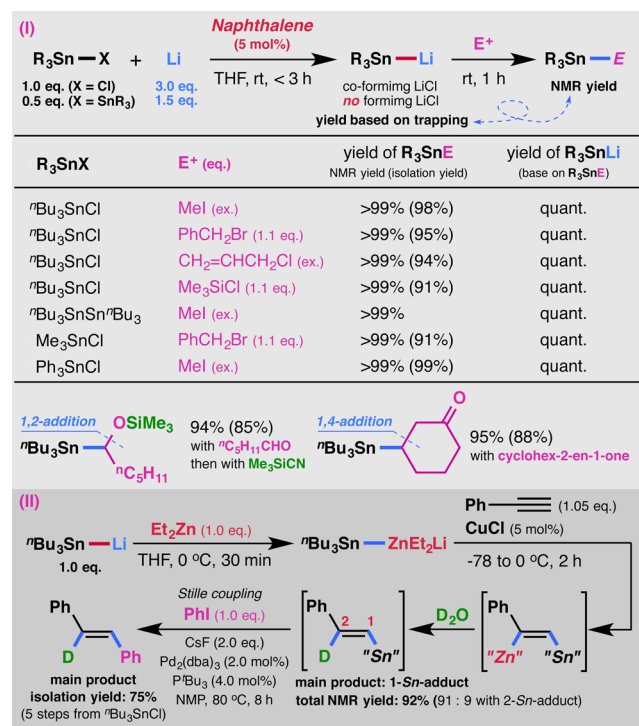 (I)
Naphthalene
(5 mol%)
R3Sn—X + Li
THF, rt, < 3 h
R3Sn—Li
E+
rt, 1 h
R3Sn—E
1.0 eq. (X = Cl) 3.0 eq.
0.5 eq. (X = SnR3) 1.5 eq.
co-forming LiCl
no formimg LiCl
yield based on trapping
NMR yield
R3SnX E+ (eq.) yield of R3SnE yield of R3SnLi
NMR yield (isolation yield) (base on R3SnE)
nBu3SnCl MeI (ex.) >99% (98%) quant.
nBu3SnCl PhCH2Br (1.1 eq.) >99% (95%) quant.
nBu3SnCl CH2=CHCH2Cl (ex.) >99% (94%) quant.
nBu3SnCl Me3SiCl (1.1 eq.) >99% (91%) quant.
nBu3SnSnnBu3 MeI (ex.) >99% quant.
Me3SnCl PhCH2Br (1.1 eq.) >99% (91%) quant.
Ph3SnCl MeI (ex.) >99% (99%) quant.
1,2-addition
OSiMe3
nBu3Sn
nC5H11
94% (85%)
with nC5H11CHO
then with Me3SiCN
1,4-addition
O
nBu3Sn
95% (88%)
with cyclohex-2-en-1-one
(II)
nBu3Sn—Li
1.0 eq.
Et2Zn (1.0 eq.)
THF, 0 oC, 30 min
nBu3Sn—ZnEt2Li
Ph (1.05 eq.)
CuCl (5 mol%)
-78 to 0 oC, 2 h
Ph
"Zn" "Sn"
D2O
Ph
2 1
D "Sn"
main product: 1-Sn-adduct
total NMR yield: 92% (91 : 9 with 2-Sn-adduct)
Stille coupling
PhI (1.0 eq.)
CsF (2.0 eq.)
Pd2(dba)3 (2.0 mol%)
PtBu3 (4.0 mol%)
NMP, 80 oC, 8 h
Ph
D Ph
main product
isolation yield: 75%
(5 steps from nBu3SnCl)